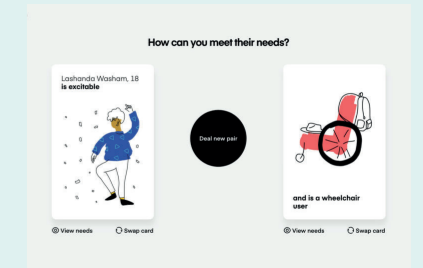 How can you meet their needs?
Lashanda Washam, 18
is excitable
Deal new pair
and is a wheelchair
user
View needs
Swap card
View needs
Swap card